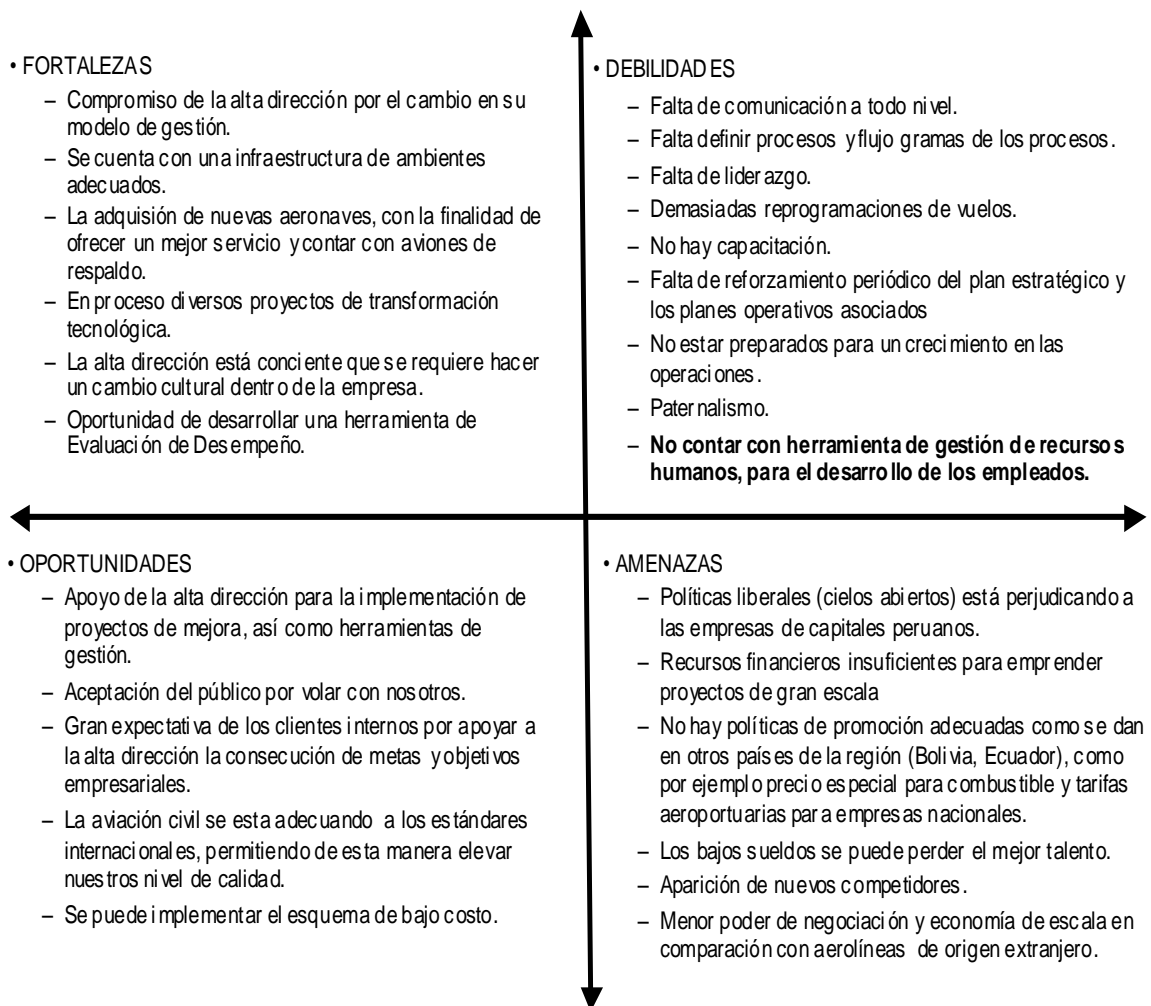 • FORTALEZAS
– Compromiso de la alta dirección por el cambio en su
modelo de gestión.
– Se cuenta con una infraestructura de ambientes
adecuados.
– La adquisión de nuevas aeronaves, con la finalidad de
ofrecer un mejor servicio y contar con aviones de
respaldo.
– En proceso diversos proyectos de transformación
tecnológica.
– La alta dirección está conciente que se requiere hacer
un cambio cultural dentro de la empresa.
– Oportunidad de desarrollar una herramienta de
Evaluación de Desempeño.
• DEBILIDADES
– Falta de comunicación a todo nivel.
– Falta definir procesos y flujo gramas de los procesos.
– Falta de liderazgo.
– Demasiadas reprogramaciones de vuelos.
– No hay capacitación.
– Falta de reforzamiento periódico del plan estratégico y
los planes operativos asociados
– No estar preparados para un crecimiento en las
operaciones.
– Paternalismo.
– No contar con herramienta de gestión de recursos
humanos, para el desarrollo de los empleados.
• OPORTUNIDADES
– Apoyo de la alta dirección para la implementación de
proyectos de mejora, así como herramientas de
gestión.
– Aceptación del público por volar con nosotros.
– Gran expectativa de los clientes internos por apoyar a
la alta dirección la consecución de metas y objetivos
empresariales.
– La aviación civil se esta adecuando a los estándares
internacionales, permitiendo de esta manera elevar
nuestros nivel de calidad.
– Se puede implementar el esquema de bajo costo.
• AMENAZAS
– Políticas liberales (cielos abiertos) está perjudicando a
las empresas de capitales peruanos.
– Recursos financieros insuficientes para emprender
proyectos de gran escala
– No hay políticas de promoción adecuadas como se dan
en otros países de la región (Bolivia, Ecuador), como
por ejemplo precio especial para combustible y tarifas
aeroportuarias para empresas nacionales.
– Los bajos sueldos se puede perder el mejor talento.
– Aparición de nuevos competidores.
– Menor poder de negociación y economía de escala en
comparación con aerolíneas de origen extranjero.